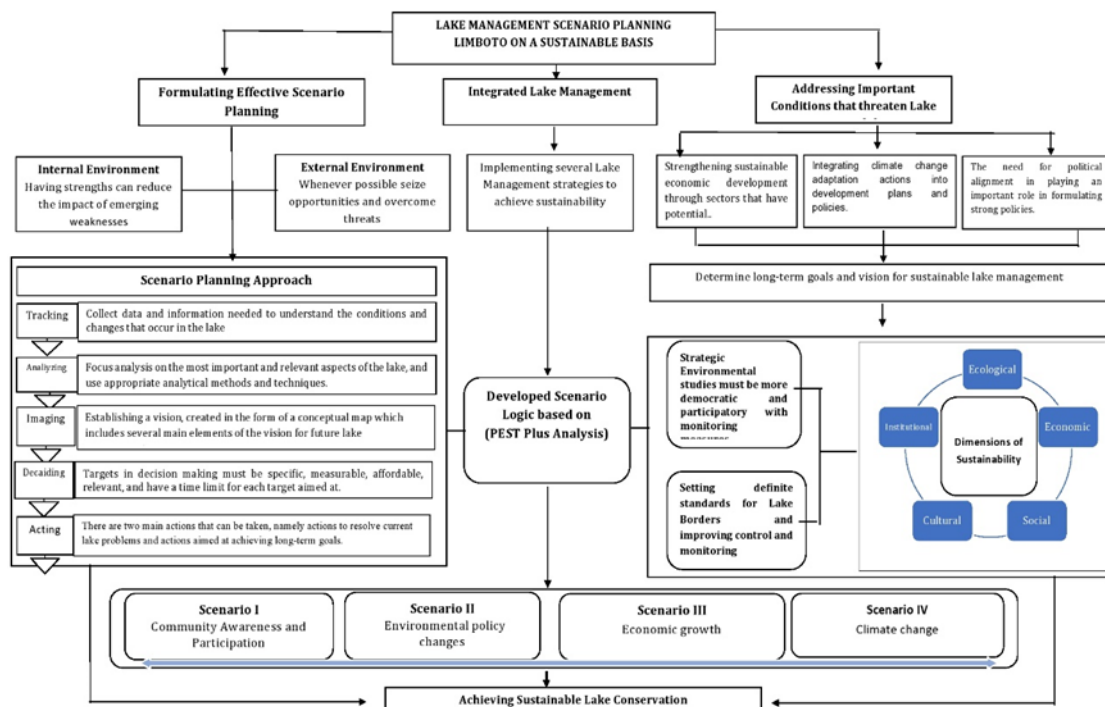 LAKE MANAGEMENT SCENARIO PLANNING
LIMBOTO ON A SUSTAINABLE BASIS
Formulating Effective Scenario
Planning
Integrated Lake Management
Addressing Important
Conditions that threaten Lake
Internal Environment
Having strengths can reduce
the impact of emerging
weaknesses
External Environment
Whenever possible seize
opportunities and overcome
threats
Implementing several Lake
Management strategies to
achieve sustainability
Strengthening sustainable
economic development
through sectors that have
potential..
Integrating climate change
adaptation actions into
development plans and
policies.
The need for political
alignment in playing an
important role in formulating
strong policies.
Determine long-term goals and vision for sustainable lake management
Scenario Planning Approach
Tracking
Collect data and information needed to understand the conditions and
changes that occur in the lake
Analyzing
Focus analysis on the most important and relevant aspects of the lake, and
use appropriate analytical methods and techniques.
Imaging
Establishing a vision, created in the form of a conceptual map which
includes several main elements of the vision for future lake
Decaiding
Targets in decision making must be specific, measurable, affordable,
relevant, and have a time limit for each target aimed at.
Acting
There are two main actions that can be taken, namely actions to resolve current
lake problems and actions aimed at achieving long-term goals.
Developed Scenario
Logic based on
(PEST Plus Analysis)
Strategic
Environmental
studies must be more
democratic and
participatory with
monitoring
Setting definite
standards for Lake
Borders and
improving control and
monitoring
Ecological
Economic
Social
Cultural
Institutional
Dimensions of
Sustainability
Scenario I
Community Awareness and
Participation
Scenario II
Environmental policy
changes
Scenario III
Economic growth
Scenario IV
Climate change
Achieving Sustainable Lake Conservation